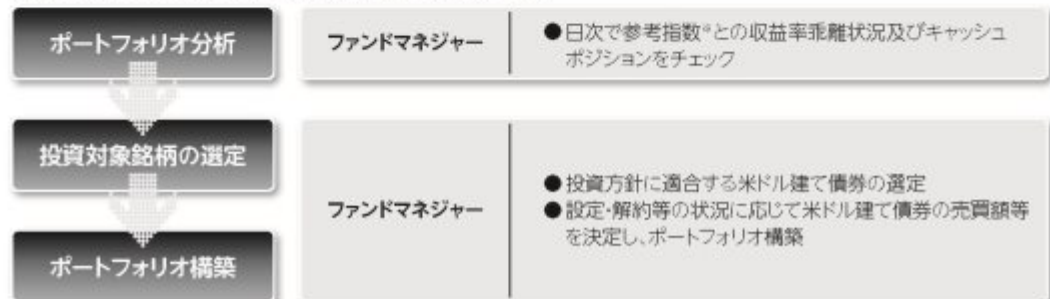 ポートフォリオ分析
ファンドマネジャー
●日次で参考指数*との収益率乖離状況及びキャッシュ
ポジションをチェック
投資対象銘柄の選定
ファンドマネジャー
●投資方針に適合する米ドル建て債券の選定
●設定・解約等の状況に応じて米ドル建て債券の売買額等
を決定し、ポートフォリオ構築
ポートフォリオ構築